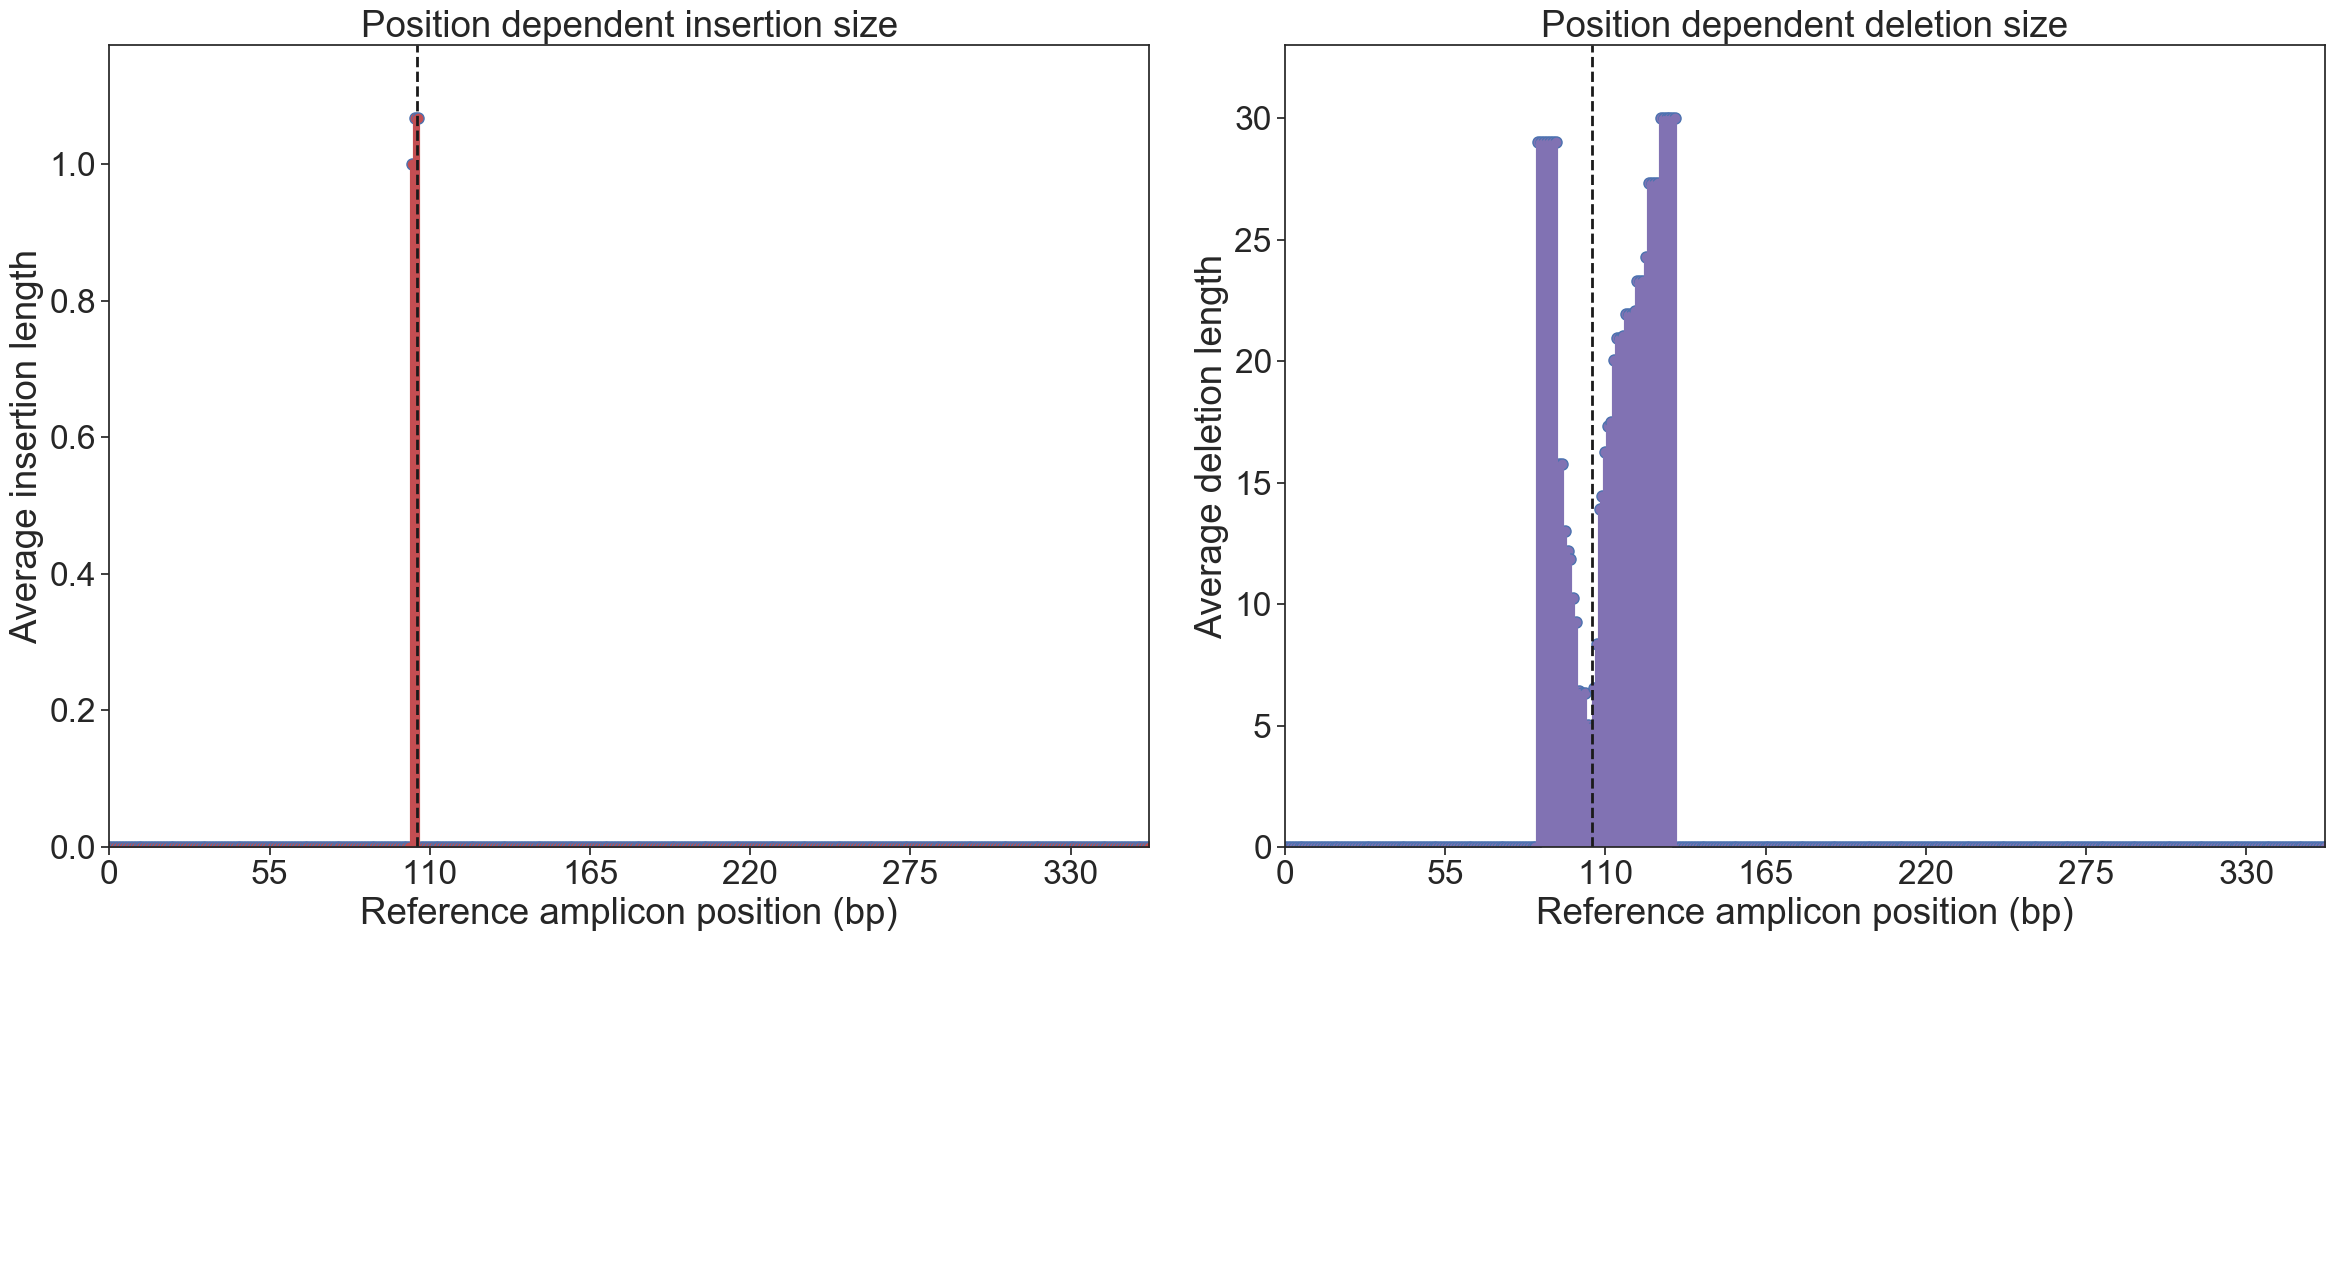 Position dependent insertion size
Average insertion length
1.0
0.8
0.6
0.4
0.2
0.0
0 55 110 165 220 275 330
Reference amplicon position (bp)
Position dependent deletion size
Average deletion length
30
25
20
15
10
5
0
0 55 110 165 220 275 330
Reference amplicon position (bp)